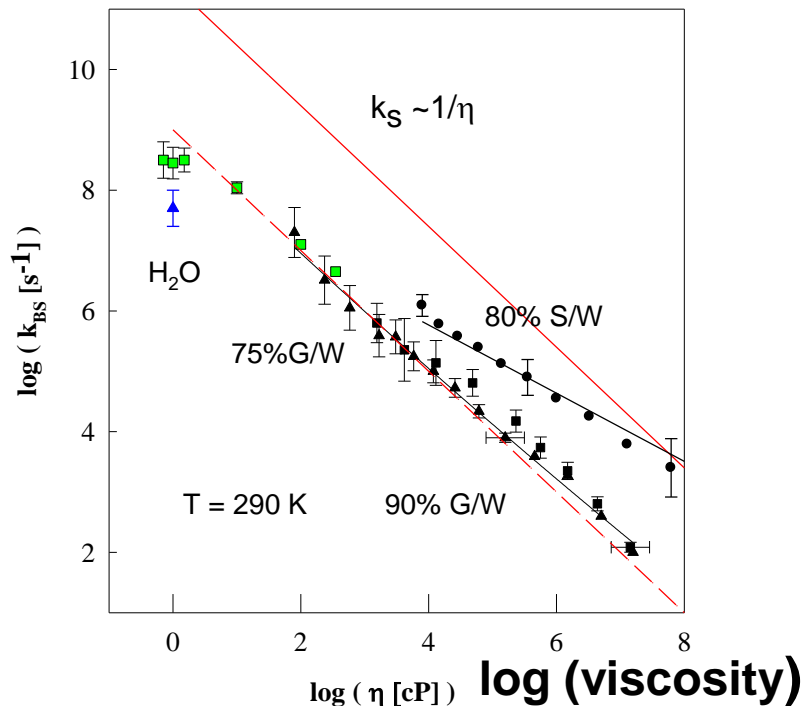 10
8
6
4
2
log ( k_BS [s⁻¹] )
k_S ~1/η
H₂O
80% S/W
75%G/W
T = 290 K
90% G/W
0 2 4 6 8
log ( η [cP] ) log (viscosity)